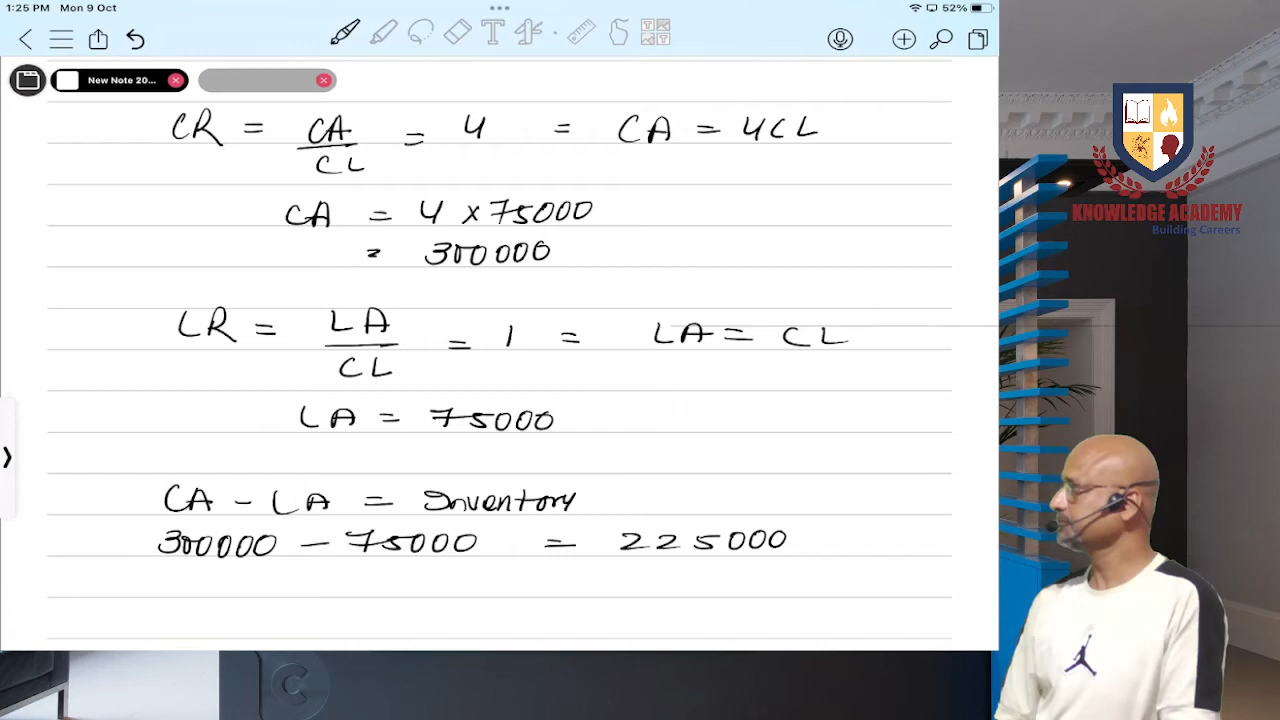 1:25 PM Mon 9 Oct
52%
New Note 20...
CR = CA/CL = 4 = CA = 4CL
CA = 4 × 75000
= 300000
LR = LA/CL = 1 = LA = CL
LA = 75000
CA - LA = Inventory
300000 - 75000 = 225000
KNOWLEDGE ACADEMY
Building Careers